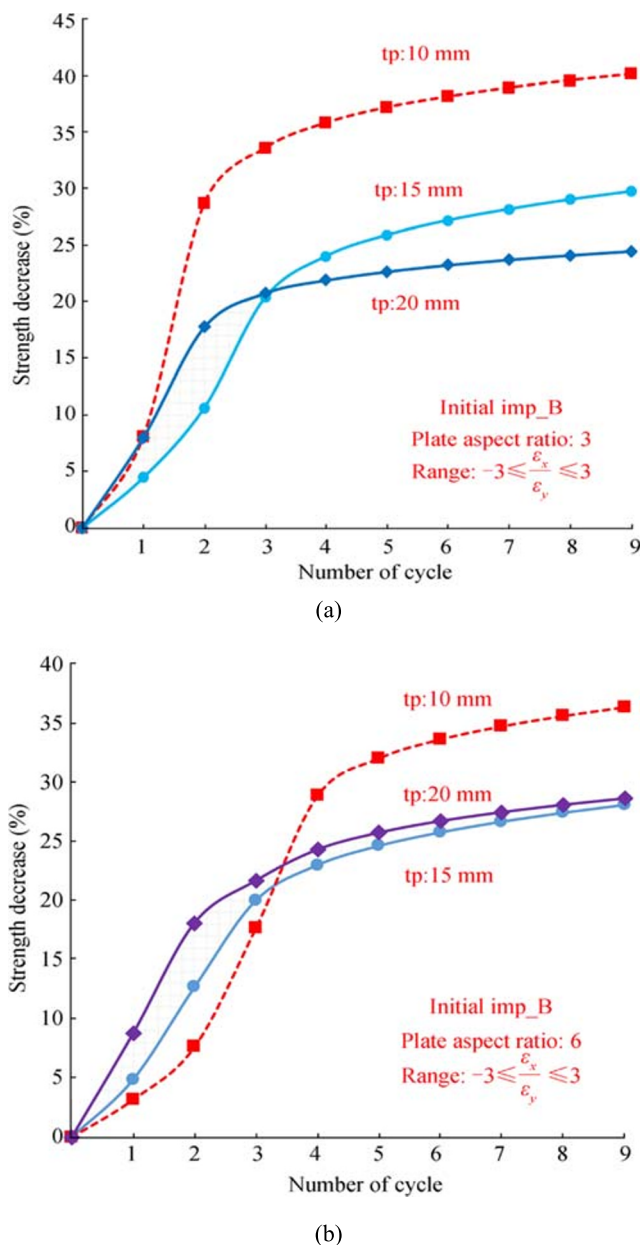 45
40
35
30
25
20
15
10
5
0
Strength decrease (%)
tp:10 mm
tp:15 mm
tp:20 mm
Initial imp_B
Plate aspect ratio: 3
Range: −3≤εx/εy≤3
1 2 3 4 5 6 7 8 9
Number of cycle
(a)
40
35
30
25
20
15
10
5
0
Strength decrease (%)
tp:10 mm
tp:20 mm
tp:15 mm
Initial imp_B
Plate aspect ratio: 6
Range: −3≤εx/εy≤3
1 2 3 4 5 6 7 8 9
Number of cycle
(b)